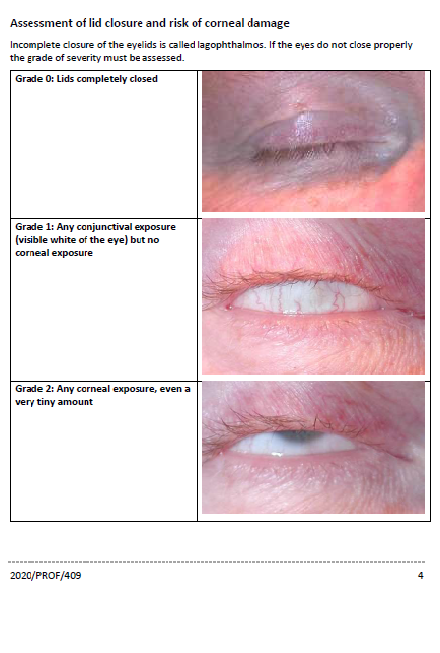 Assessment of lid closure and risk of corneal damage
Incomplete closure of the eyelids is called lagophthalmos. If the eyes do not close properly
the grade of severity must be assessed.
Grade 0: Lids completely closed
Grade 1: Any conjunctival exposure
(visible white of the eye) but no
corneal exposure
Grade 2: Any corneal exposure, even a
very tiny amount
2020/PROF/409
4